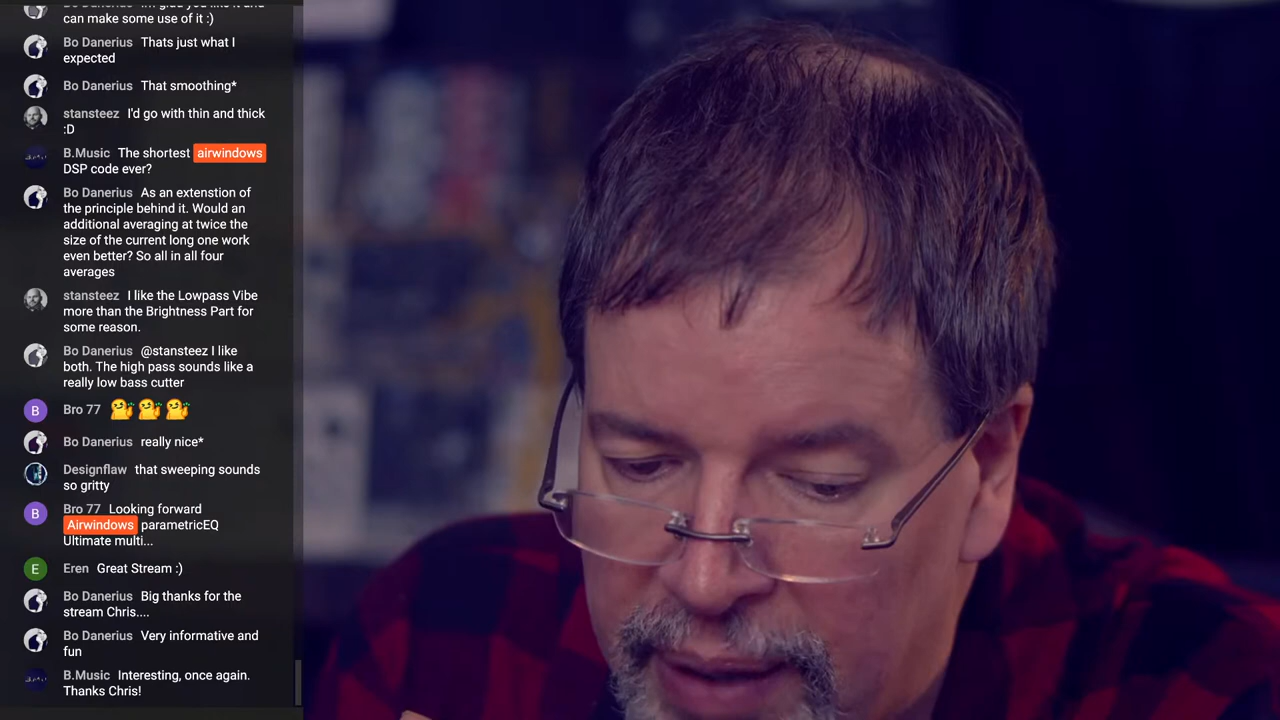 can make some use of it :)
Bo Danerius Thats just what I
expected
Bo Danerius That smoothing*
stansteez I'd go with thin and thick
:D
B.Music The shortest airwindows
DSP code ever?
Bo Danerius As an extenstion of
the principle behind it. Would an
additional averaging at twice the
size of the current long one work
even better? So all in all four
averages
stansteez I like the Lowpass Vibe
more than the Brightness Part for
some reason.
Bo Danerius @stansteez I like
both. The high pass sounds like a
really low bass cutter
B Bro 77
Bo Danerius really nice*
Designflaw that sweeping sounds
so gritty
B Bro 77 Looking forward
Airwindows parametricEQ
Ultimate multi...
E Eren Great Stream :)
Bo Danerius Big thanks for the
stream Chris....
Bo Danerius Very informative and
fun
B.Music Interesting, once again.
Thanks Chris!